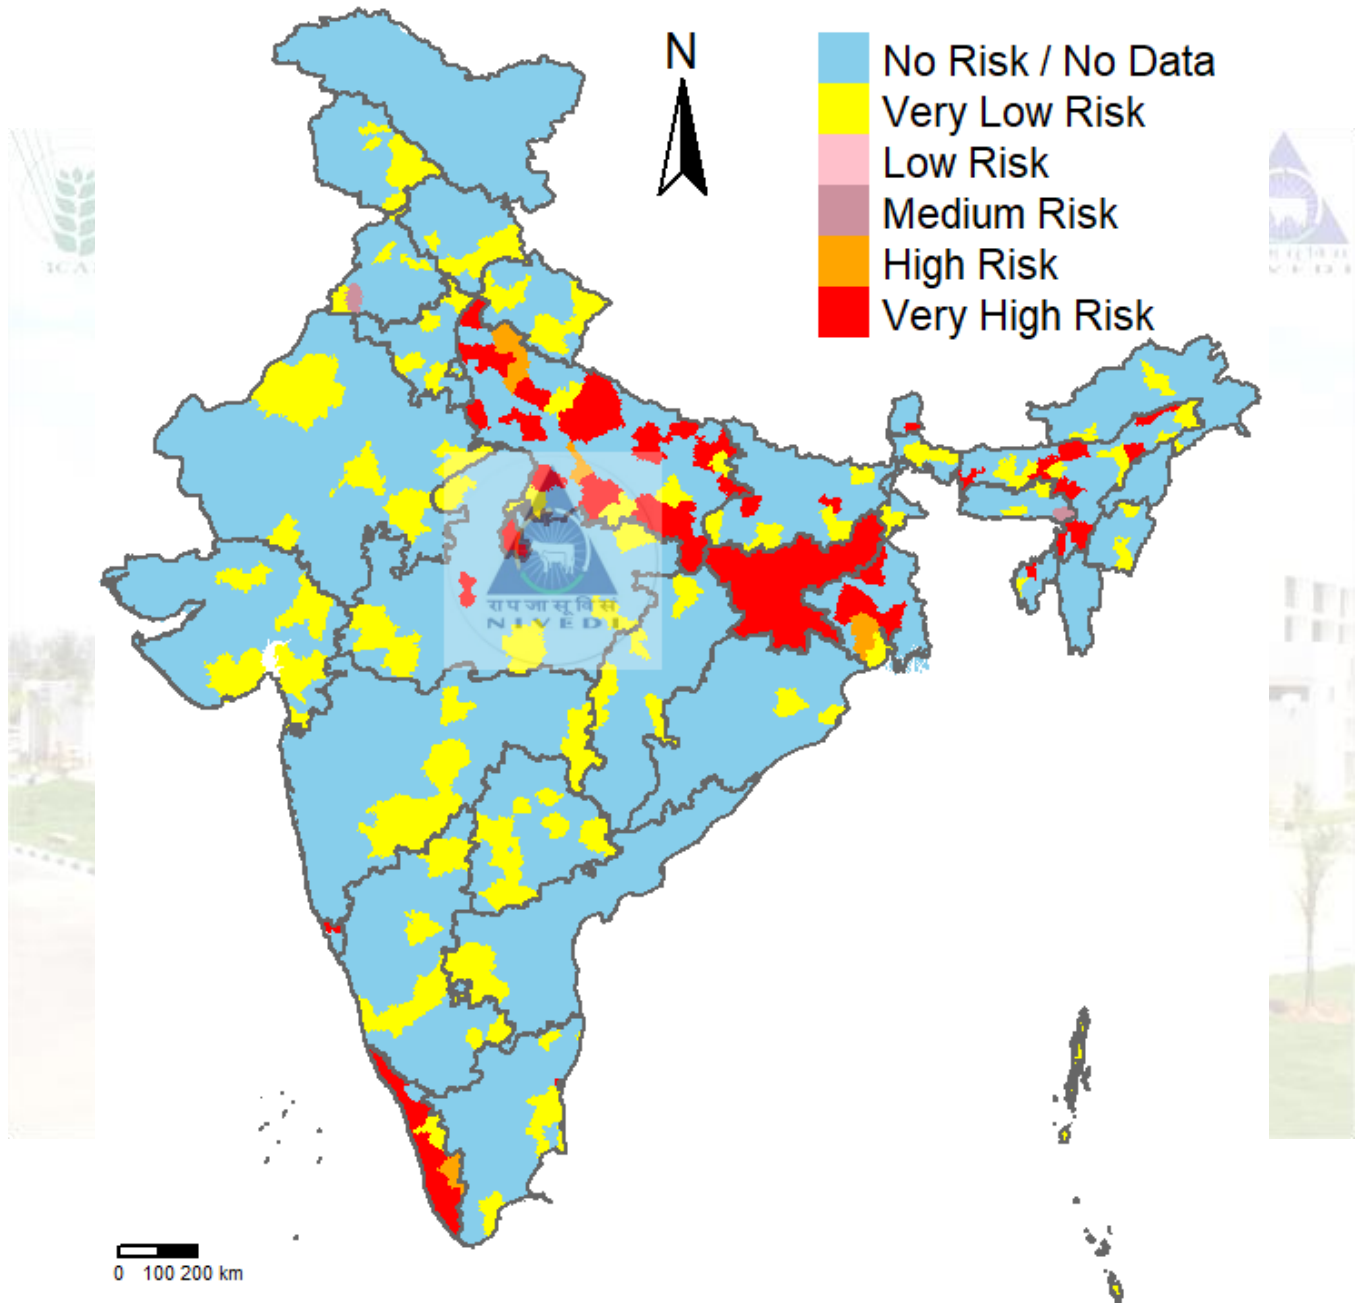 N
No Risk / No Data
Very Low Risk
Low Risk
Medium Risk
High Risk
Very High Risk
रापजासूविसं
NIVEDI
0 100 200 km